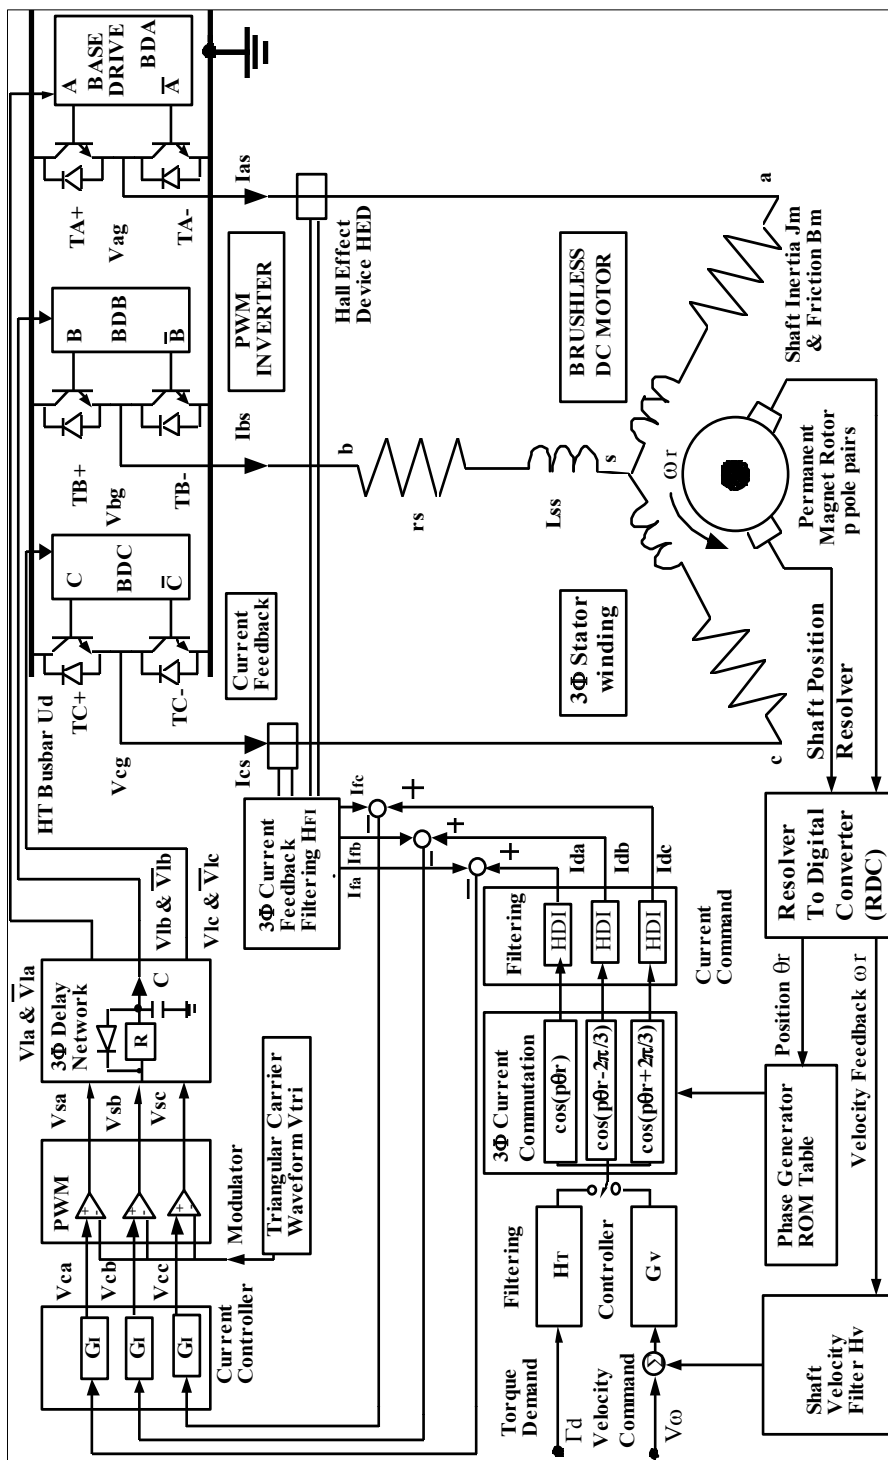 Torque
Demand
Γd
Velocity
Command
Vω
Filtering
HT
Controller
GV
Σ
Shaft
Velocity
Filter HV
3Φ Current
Commutation
cos(pθr)
cos(pθr-2π/3)
cos(pθr+2π/3)
Filtering
HDI
HDI
HDI
Current
Command
Ida
Idb
Idc
Phase Generator
ROM Table
Position θr
Velocity Feedback ωr
Resolver
To Digital
Converter
(RDC)
Shaft Position
Resolver
Current
Controller
GI
GI
GI
Vca
Vcb
Vcc
PWM
+
-
+
-
+
-
Modulator
Triangular Carrier
Waveform Vtri
Vsa
Vsb
Vsc
3Φ Delay
Network
R
C
V̅l̅a̅
Vla & V̅la
Vlb & V̅lb
Vlc & V̅lc
3Φ Current
Feedback
Filtering HFI
Ifa
Ifb
Ifc
−
+
−
+
−
+
HT Busbar Ud
TC+
Vcg
TC-
C
BDC
C̅
Ics
Current
Feedback
TB+
Vbg
TB-
B
BDB
B̅
Ibs
PWM
INVERTER
TA+
Vag
TA-
A
BASE
DRIVE
BDA
A̅
Ias
Hall Effect
Device HED
b
rs
Lss
s
a
c
3Φ Stator
winding
BRUSHLESS
DC MOTOR
Shaft Inertia Jm
& Friction Bm
ωr
Permanent
Magnet Rotor
p pole pairs